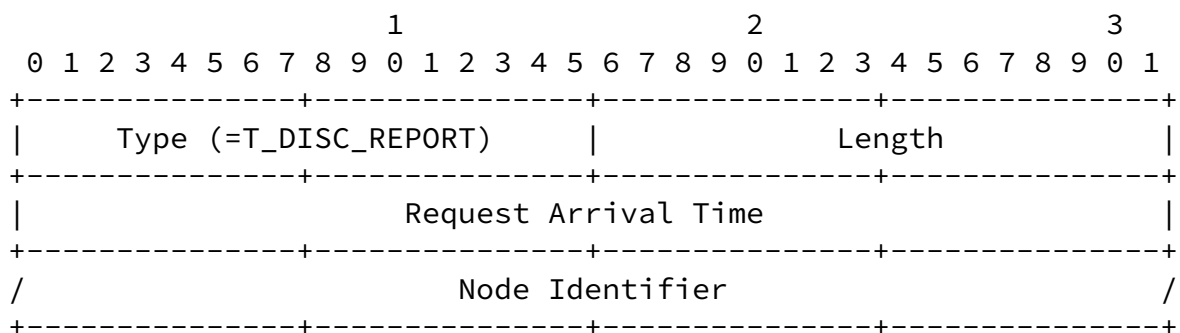 1                   2                   3
 0 1 2 3 4 5 6 7 8 9 0 1 2 3 4 5 6 7 8 9 0 1 2 3 4 5 6 7 8 9 0 1
+---------------+---------------+---------------+---------------+
|     Type (=T_DISC_REPORT)     |             Length            |
+---------------+---------------+---------------+---------------+
|                     Request Arrival Time                      |
+---------------+---------------+---------------+---------------+
/                        Node Identifier                        /
+---------------+---------------+---------------+---------------+